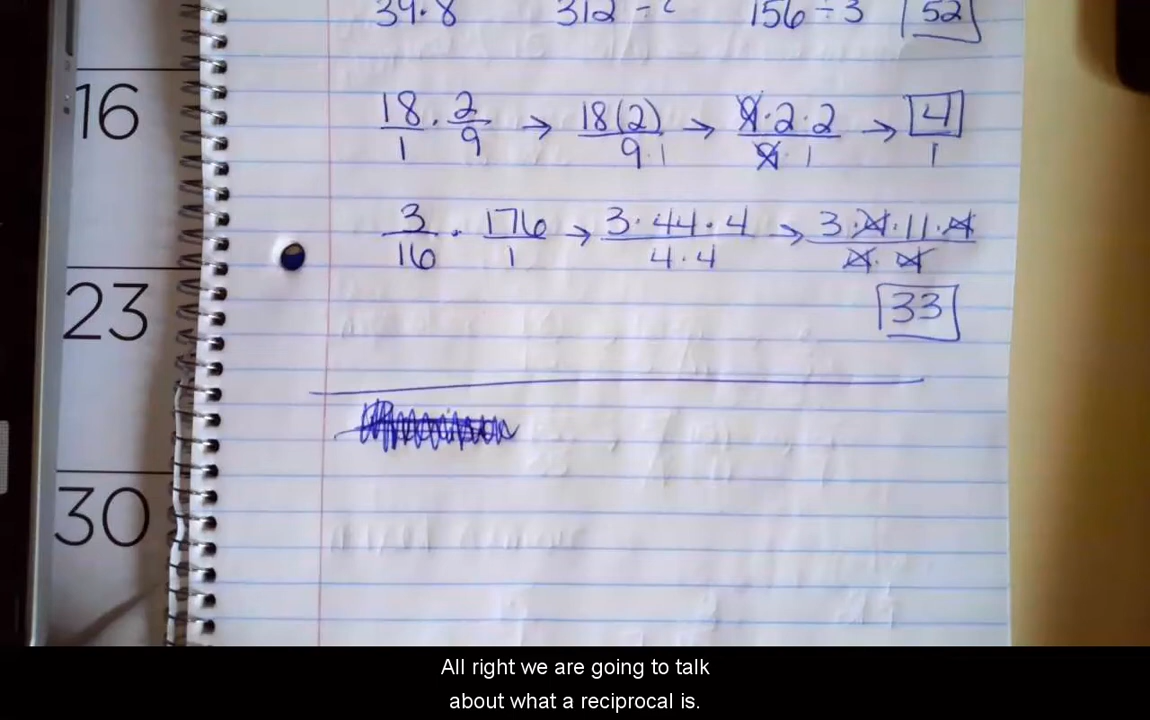 39.8 312 ÷ 2 156 ÷ 3 52
16
18/1 · 2/9 → 18(2)/9·1 → 9·2·2/9·1 → 4/1
3/16 · 176/1 → 3·44·4/4·4 → 3·4·11·4/4·4
23
33
30
All right we are going to talk
about what a reciprocal is.